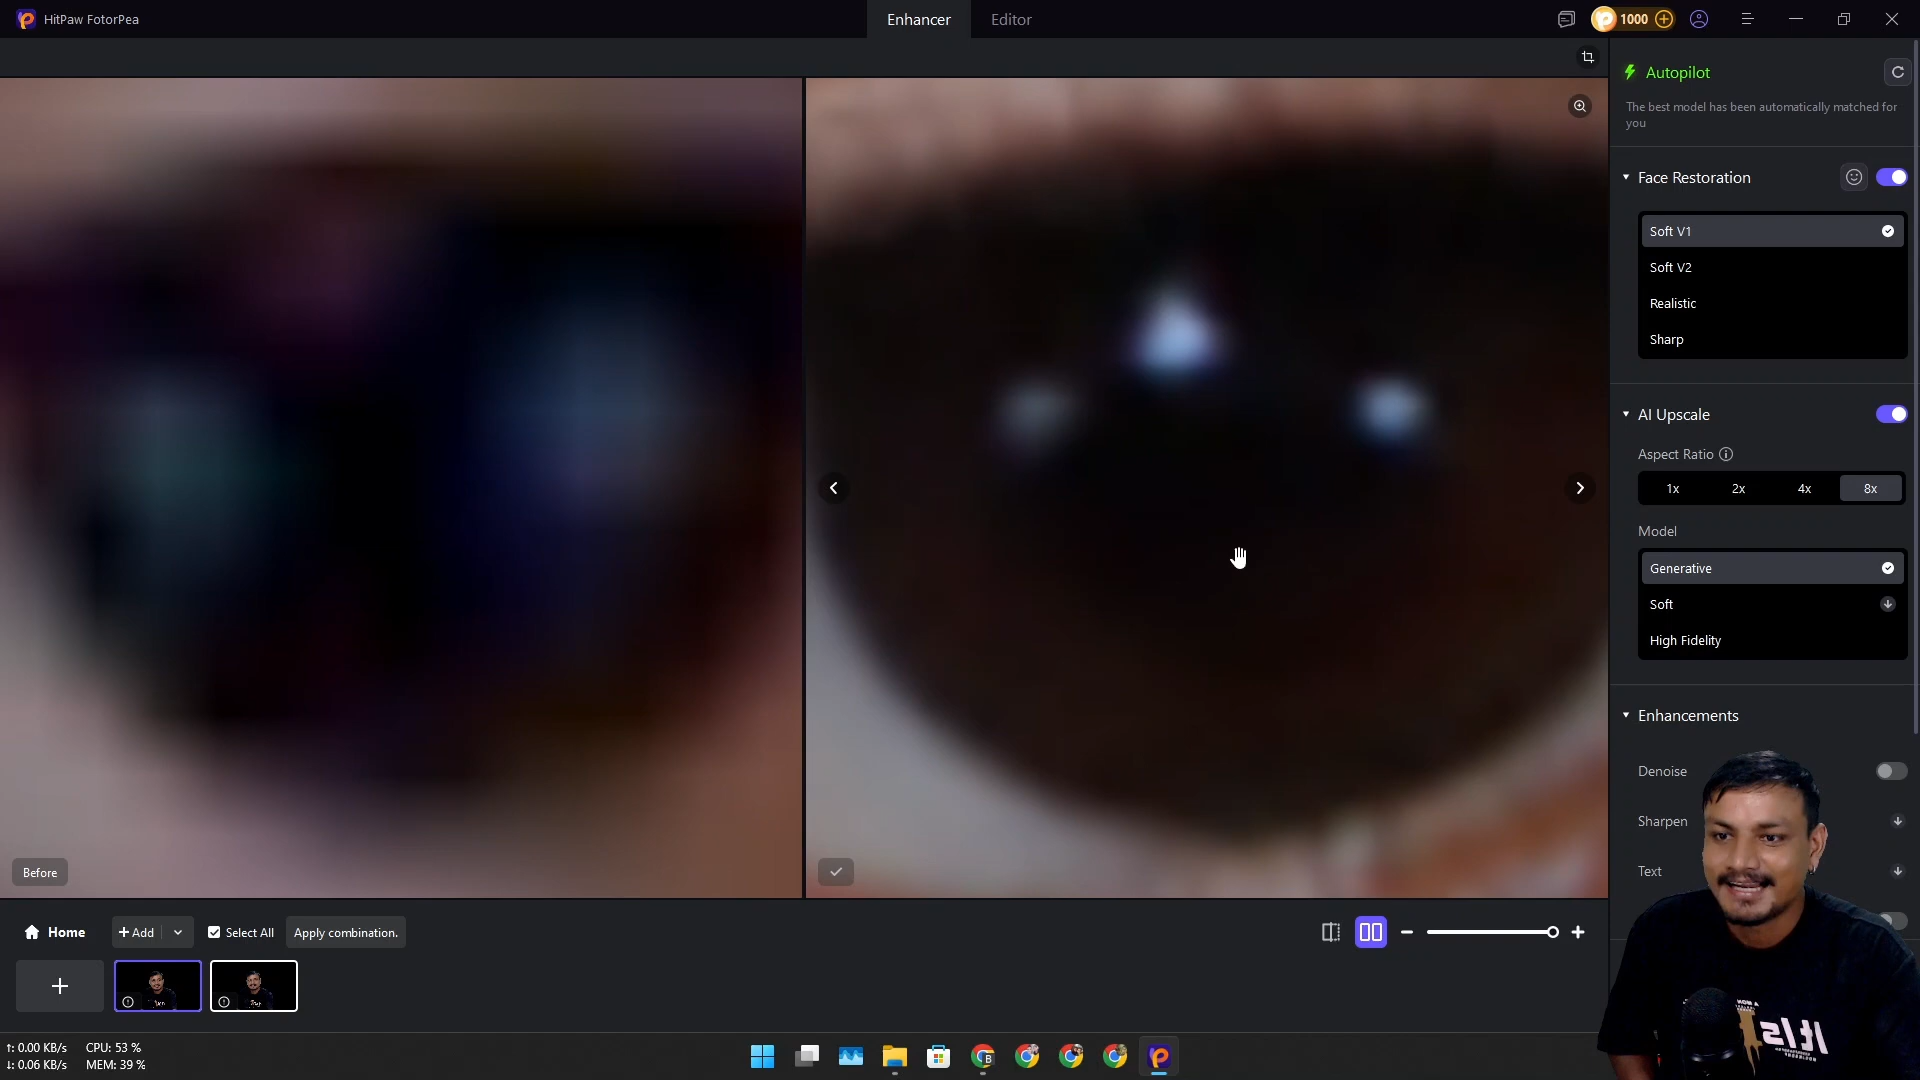 HitPaw FotorPea
Enhancer
Editor
1000
Autopilot
The best model has been automatically matched for
you
Face Restoration
Soft V1
Soft V2
Realistic
Sharp
AI Upscale
Aspect Ratio
1x 2x 4x 8x
Model
Generative
Soft
High Fidelity
Enhancements
Denoise
Sharpen
Text
Before
Home
Add
Select All
Apply combination.
↑: 0.00 KB/s CPU: 53 %
↓: 0.06 KB/s MEM: 39 %